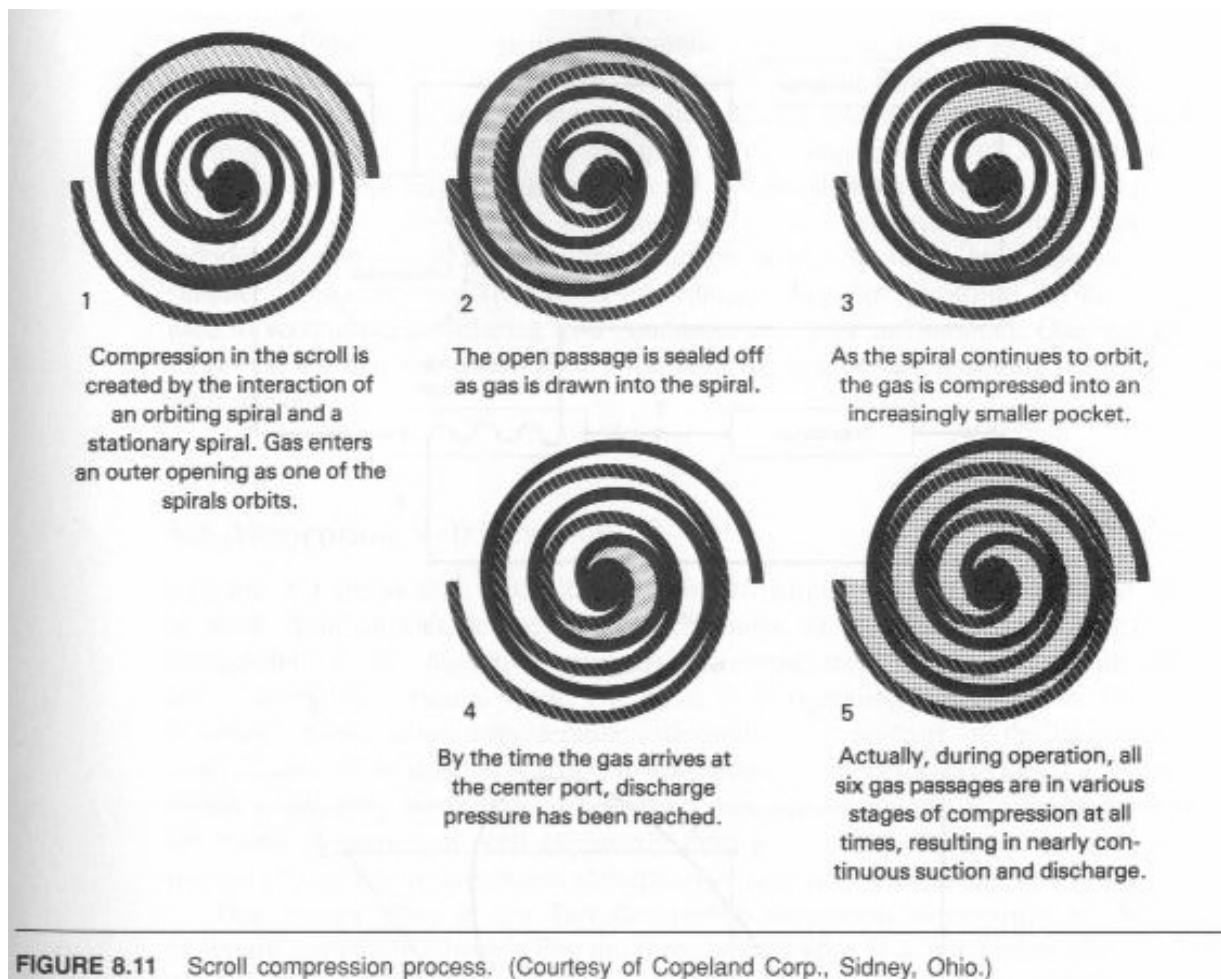 1
Compression in the scroll is
created by the interaction of
an orbiting spiral and a
stationary spiral. Gas enters
an outer opening as one of the
spirals orbits.
2
The open passage is sealed off
as gas is drawn into the spiral.
3
As the spiral continues to orbit,
the gas is compressed into an
increasingly smaller pocket.
4
By the time the gas arrives at
the center port, discharge
pressure has been reached.
5
Actually, during operation, all
six gas passages are in various
stages of compression at all
times, resulting in nearly con-
tinuous suction and discharge.
FIGURE 8.11 Scroll compression process. (Courtesy of Copeland Corp., Sidney, Ohio.)